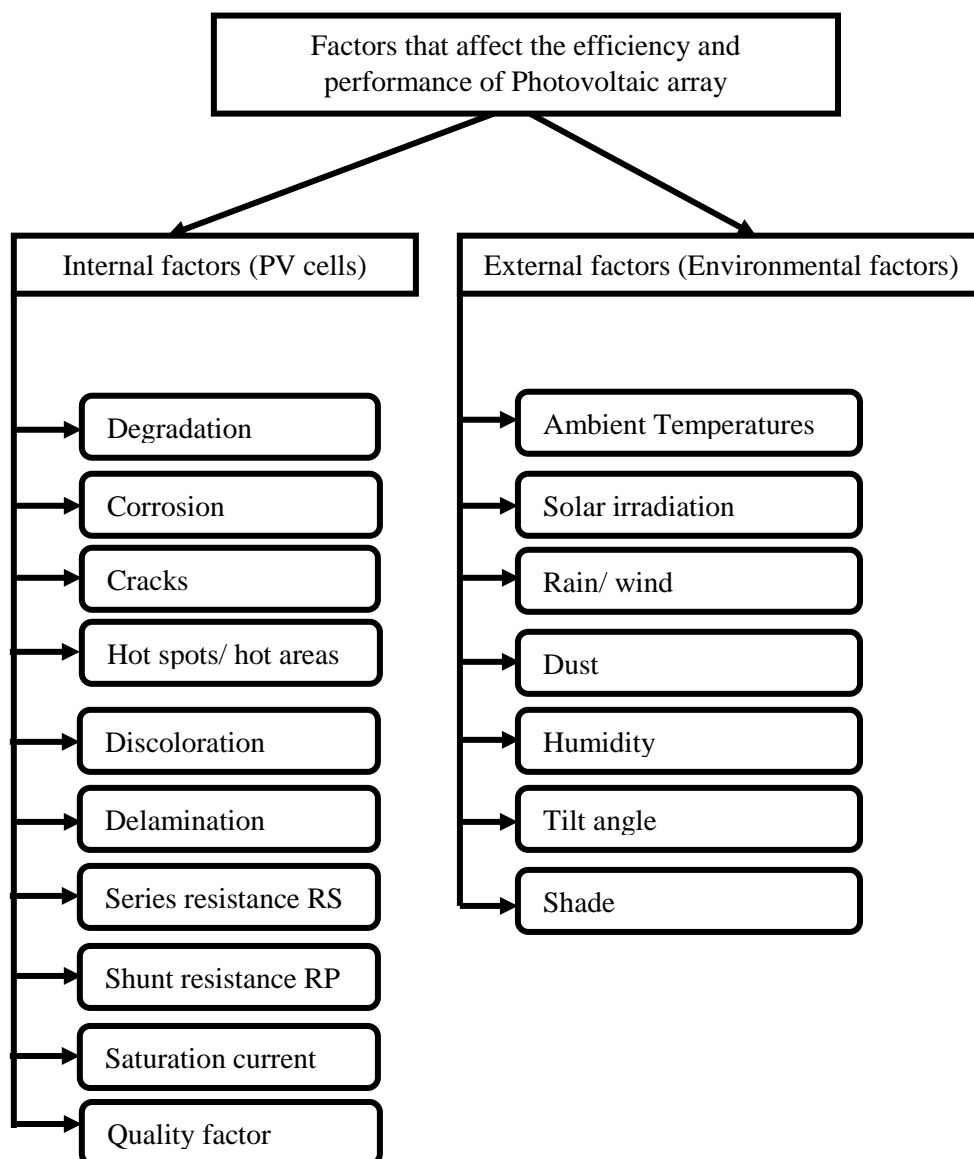 Factors that affect the efficiency and
performance of Photovoltaic array
Internal factors (PV cells)
Degradation
Corrosion
Cracks
Hot spots/ hot areas
Discoloration
Delamination
Series resistance RS
Shunt resistance RP
Saturation current
Quality factor
External factors (Environmental factors)
Ambient Temperatures
Solar irradiation
Rain/ wind
Dust
Humidity
Tilt angle
Shade